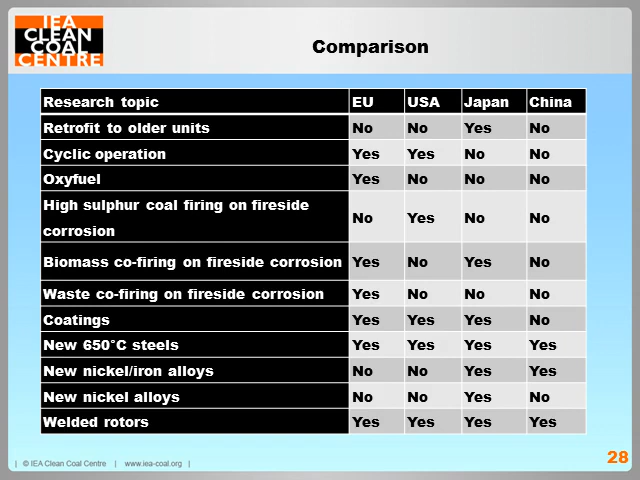 IEA
CLEAN
COAL
CENTRE
Comparison
Research topic EU USA Japan China
Retrofit to older units No No Yes No
Cyclic operation Yes Yes No No
Oxyfuel Yes No No No
High sulphur coal firing on fireside
corrosion No Yes No No
Biomass co-firing on fireside corrosion Yes No Yes No
Waste co-firing on fireside corrosion Yes No No No
Coatings Yes Yes Yes No
New 650°C steels Yes Yes Yes Yes
New nickel/iron alloys No No Yes Yes
New nickel alloys No No Yes No
Welded rotors Yes Yes Yes Yes
28
| © IEA Clean Coal Centre | www.iea-coal.org |